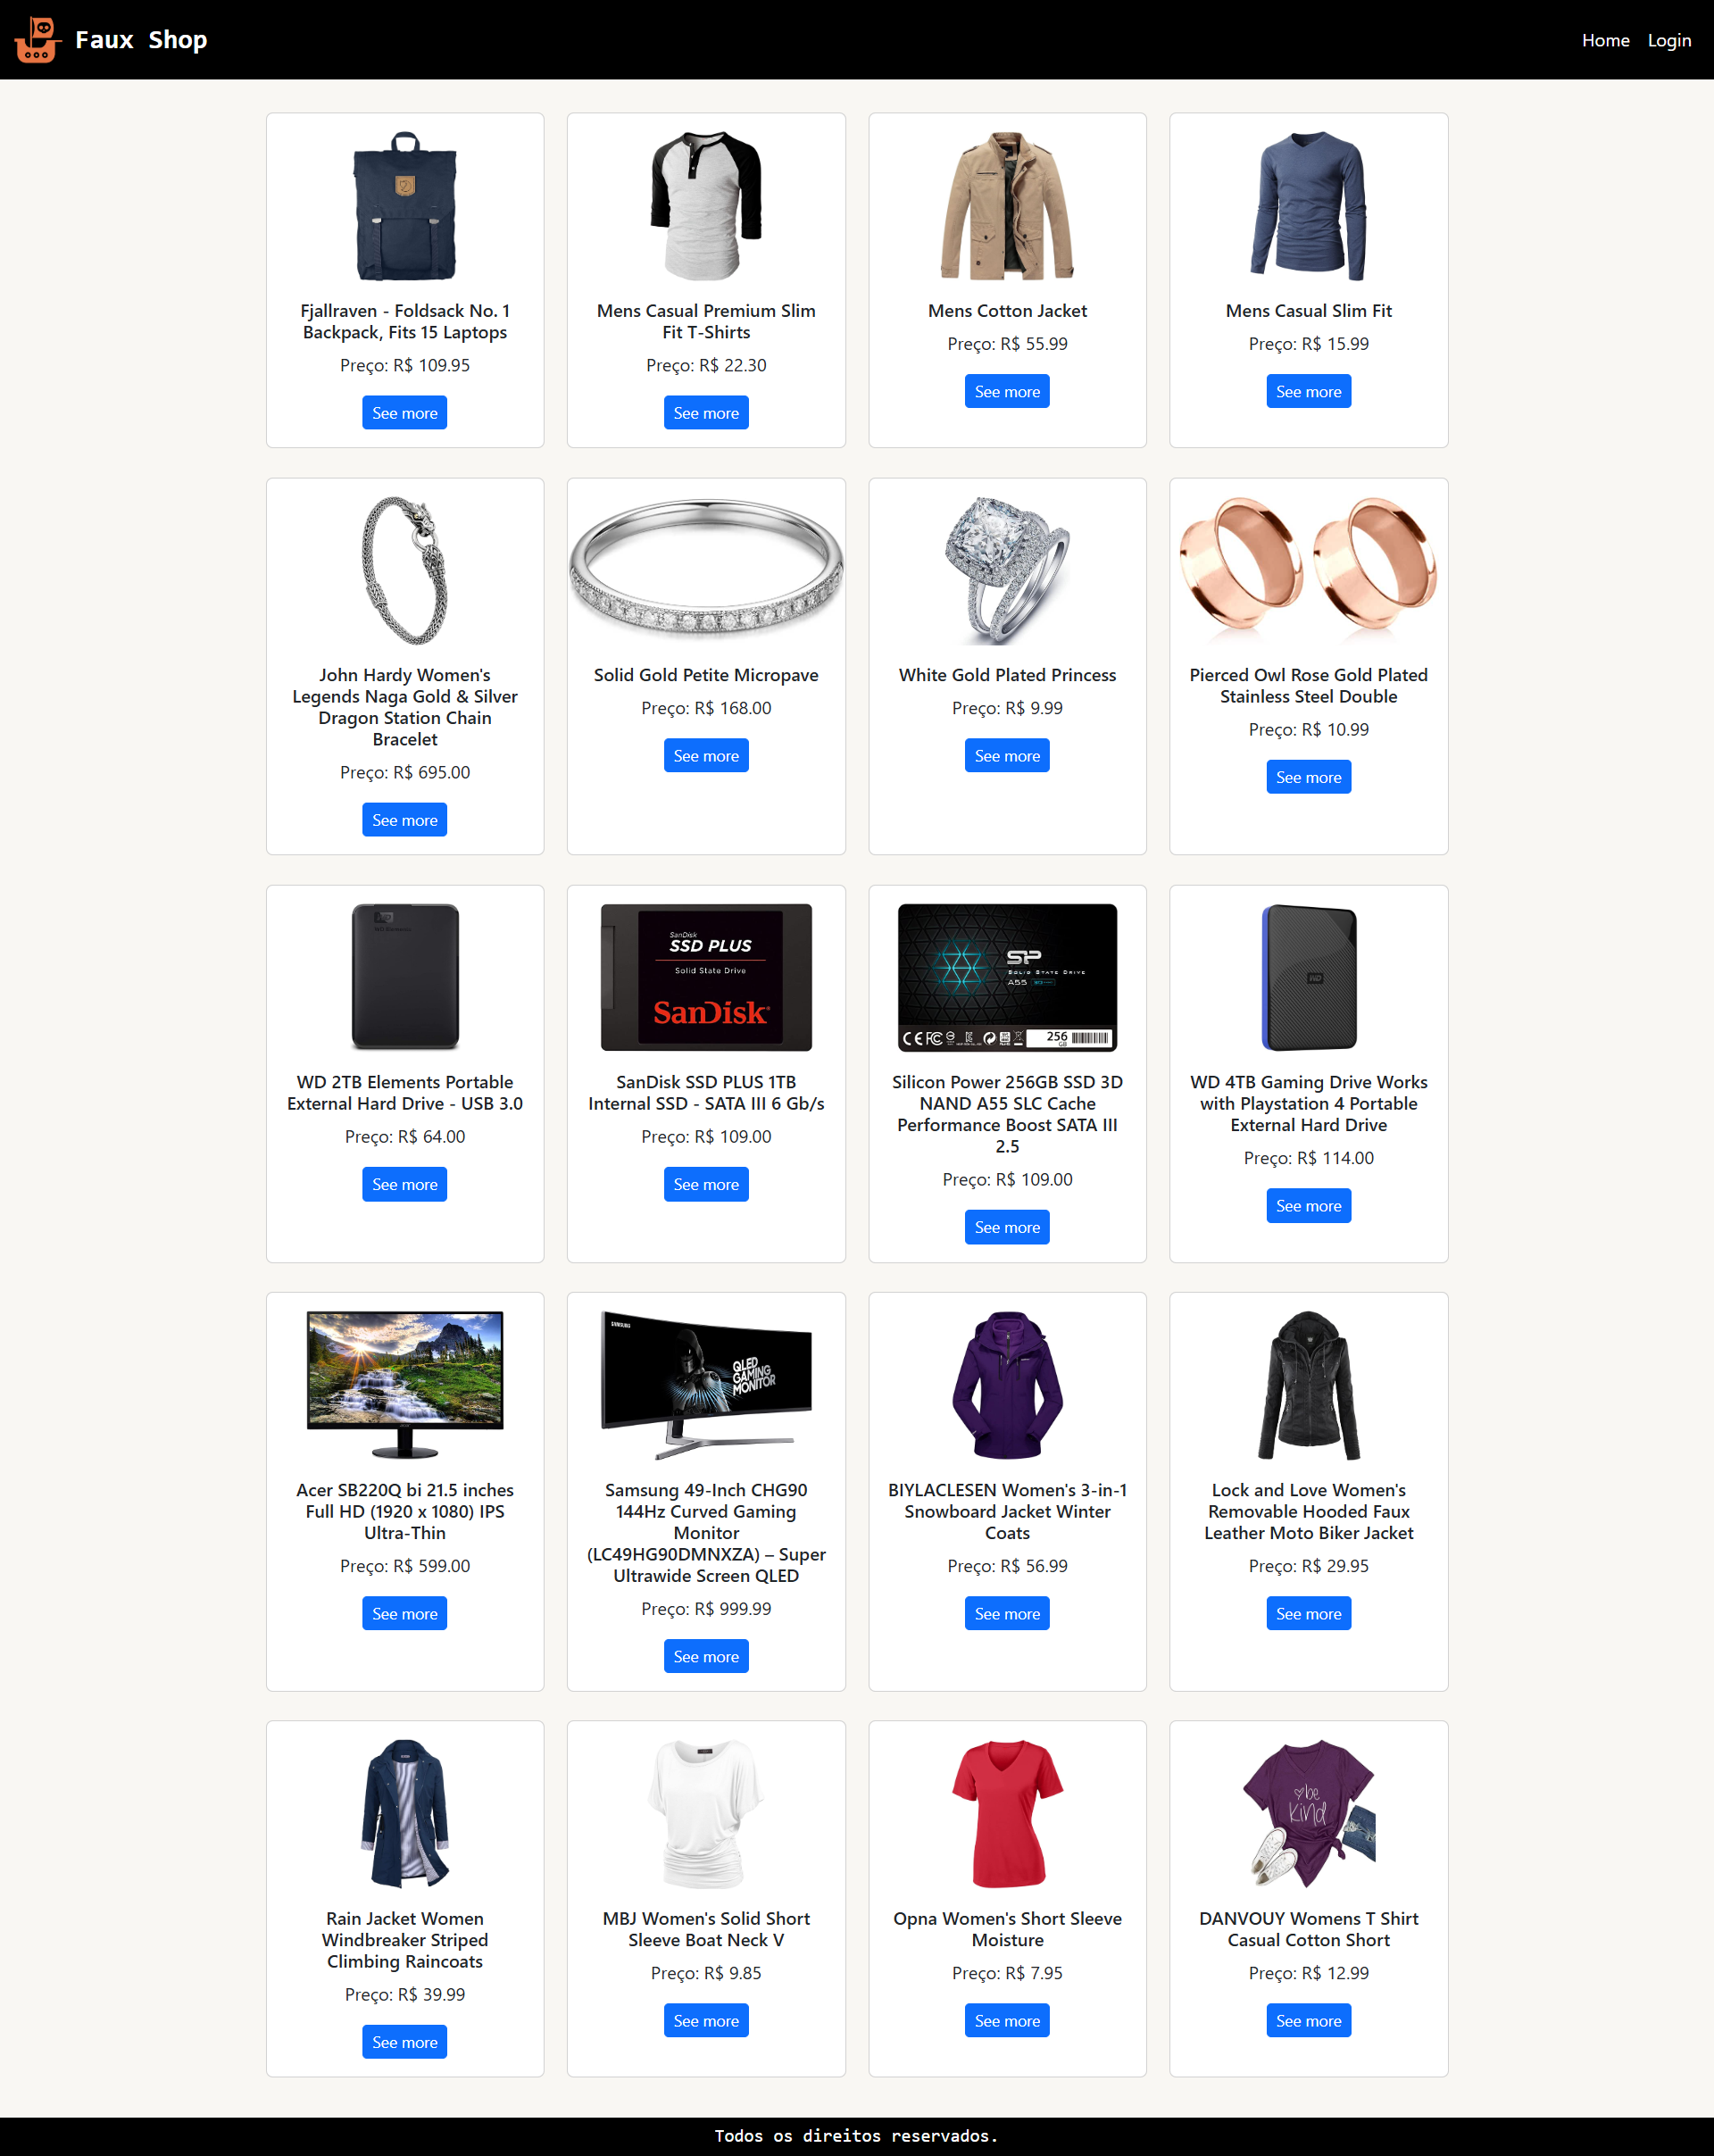 Faux Shop
Home Login
Fjallraven - Foldsack No. 1
Backpack, Fits 15 Laptops
Preço: R$ 109.95
See more
Mens Casual Premium Slim
Fit T-Shirts
Preço: R$ 22.30
See more
Mens Cotton Jacket
Preço: R$ 55.99
See more
Mens Casual Slim Fit
Preço: R$ 15.99
See more
John Hardy Women's
Legends Naga Gold & Silver
Dragon Station Chain
Bracelet
Preço: R$ 695.00
See more
Solid Gold Petite Micropave
Preço: R$ 168.00
See more
White Gold Plated Princess
Preço: R$ 9.99
See more
Pierced Owl Rose Gold Plated
Stainless Steel Double
Preço: R$ 10.99
See more
WD
WD 2TB Elements Portable
External Hard Drive - USB 3.0
Preço: R$ 64.00
See more
SanDisk
SSD PLUS
Solid State Drive
SanDisk
SanDisk SSD PLUS 1TB
Internal SSD - SATA III 6 Gb/s
Preço: R$ 109.00
See more
SP
SOLID STATE DRIVE
A55
256
GB
Silicon Power 256GB SSD 3D
NAND A55 SLC Cache
Performance Boost SATA III
2.5
Preço: R$ 109.00
See more
WD
WD 4TB Gaming Drive Works
with Playstation 4 Portable
External Hard Drive
Preço: R$ 114.00
See more
Acer SB220Q bi 21.5 inches
Full HD (1920 x 1080) IPS
Ultra-Thin
Preço: R$ 599.00
See more
SAMSUNG
QLED
GAMING
MONITOR
Samsung 49-Inch CHG90
144Hz Curved Gaming
Monitor
(LC49HG90DMNXZA) – Super
Ultrawide Screen QLED
Preço: R$ 999.99
See more
BIYLACLESEN Women's 3-in-1
Snowboard Jacket Winter
Coats
Preço: R$ 56.99
See more
Lock and Love Women's
Removable Hooded Faux
Leather Moto Biker Jacket
Preço: R$ 29.95
See more
Rain Jacket Women
Windbreaker Striped
Climbing Raincoats
Preço: R$ 39.99
See more
MBJ Women's Solid Short
Sleeve Boat Neck V
Preço: R$ 9.85
See more
Opna Women's Short Sleeve
Moisture
Preço: R$ 7.95
See more
be
kind
DANVOUY Womens T Shirt
Casual Cotton Short
Preço: R$ 12.99
See more
Todos os direitos reservados.